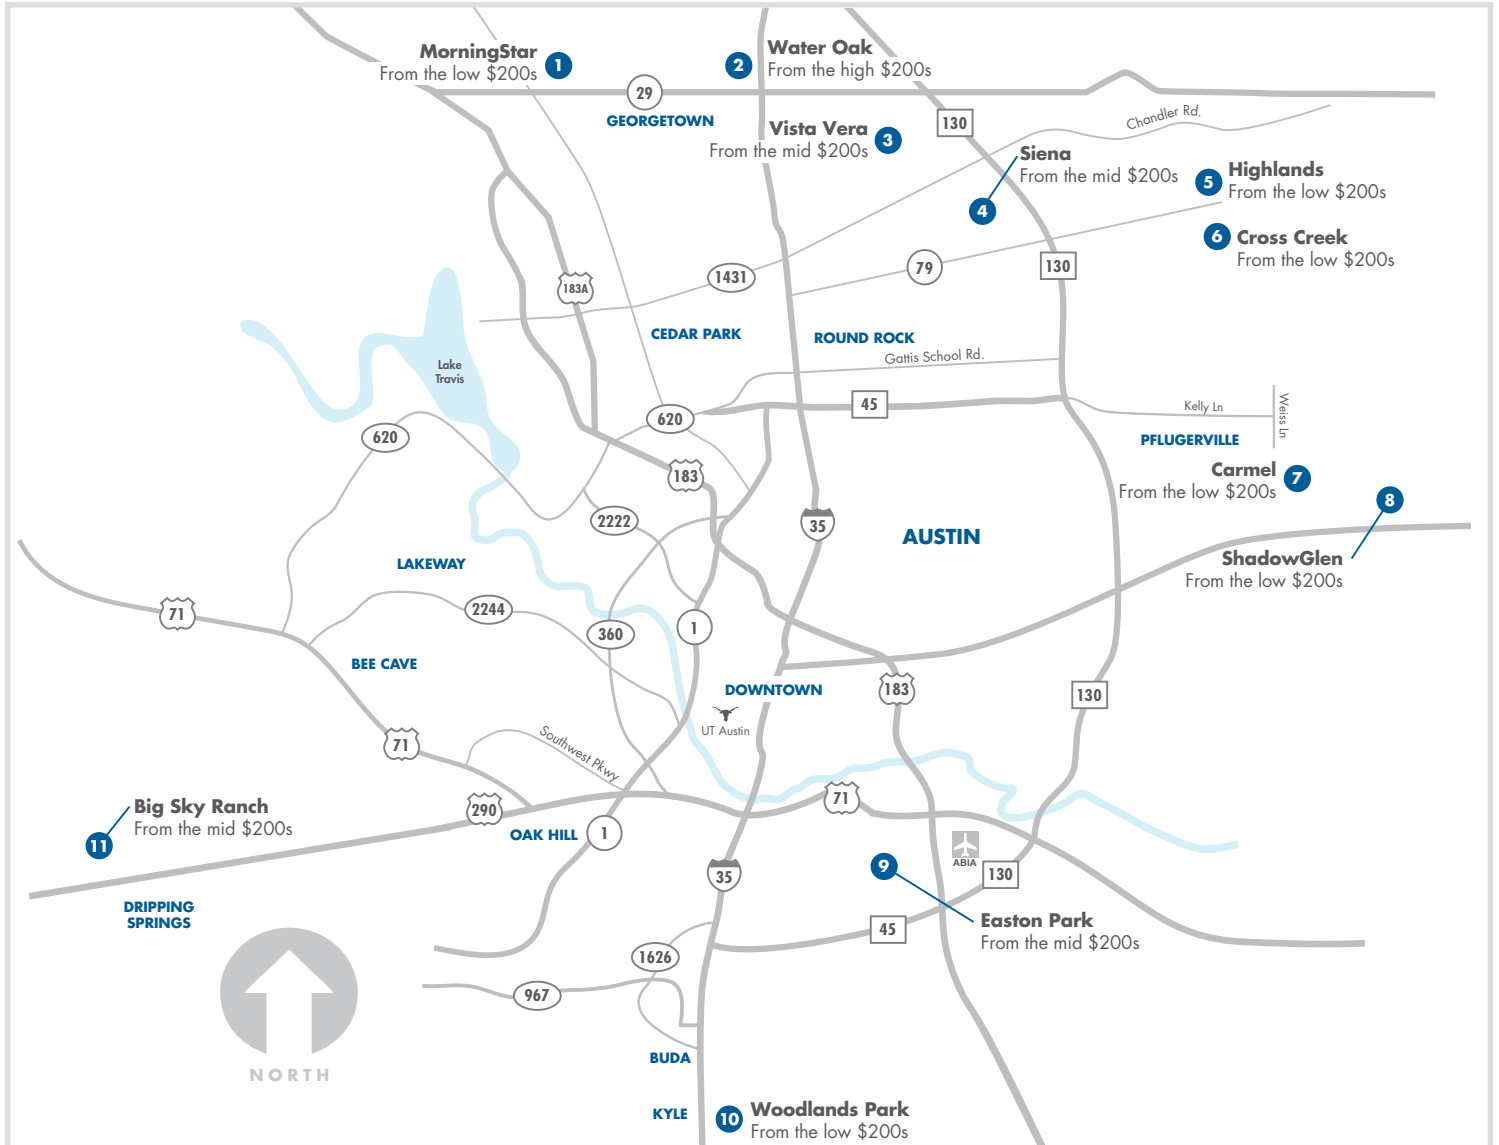 MorningStar
From the low $200s
1
2
Water Oak
From the high $200s
29
GEORGETOWN
130
Chandler Rd.
Vista Vera
From the mid $200s
3
Siena
From the mid $200s
4
5
Highlands
From the low $200s
6
Cross Creek
From the low $200s
183A
1431
79
130
CEDAR PARK
ROUND ROCK
Gattis School Rd.
Lake
Travis
620
620
45
Kelly Ln
Weiss Ln
PFLUGERVILLE
183
Carmel
From the low $200s
7
8
2222
35
AUSTIN
ShadowGlen
From the low $200s
LAKEWAY
71
2244
360
1
BEE CAVE
DOWNTOWN
183
130
UT Austin
71
Southwest Pkwy
290
71
Big Sky Ranch
From the mid $200s
11
OAK HILL
1
ABIA
35
9
130
DRIPPING
SPRINGS
Easton Park
From the mid $200s
45
1626
967
NORTH
BUDA
KYLE
10
Woodlands Park
From the low $200s